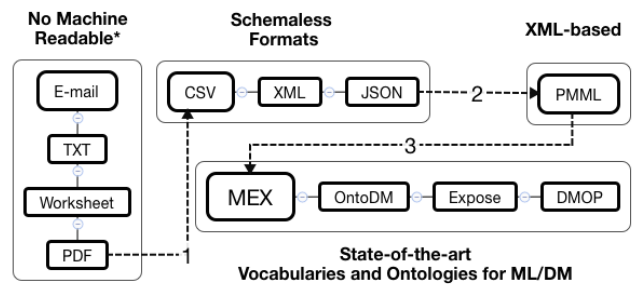 No Machine
Readable*
E-mail
TXT
Worksheet
PDF
1
Schemaless
Formats
CSV
XML
JSON
2
XML-based
PMML
3
MEX
OntoDM
Expose
DMOP
State-of-the-art
Vocabularies and Ontologies for ML/DM